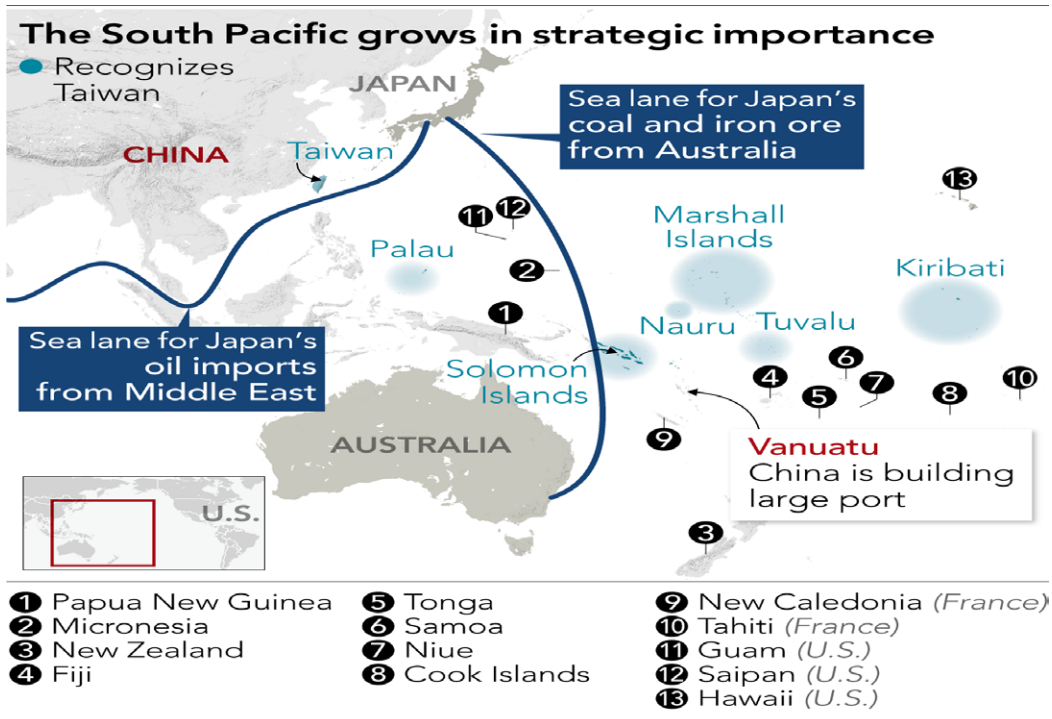 The South Pacific grows in strategic importance
Recognizes
Taiwan
JAPAN
Sea lane for Japan's
coal and iron ore
from Australia
CHINA
Taiwan
13
11
12
Marshall
Islands
Palau
2
Kiribati
1
Nauru
Tuvalu
Sea lane for Japan's
oil imports
from Middle East
Solomon
Islands
6
4
5
7
8
10
AUSTRALIA
9
Vanuatu
China is building
large port
U.S.
3
1 Papua New Guinea
2 Micronesia
3 New Zealand
4 Fiji
5 Tonga
6 Samoa
7 Niue
8 Cook Islands
9 New Caledonia (France)
10 Tahiti (France)
11 Guam (U.S.)
12 Saipan (U.S.)
13 Hawaii (U.S.)